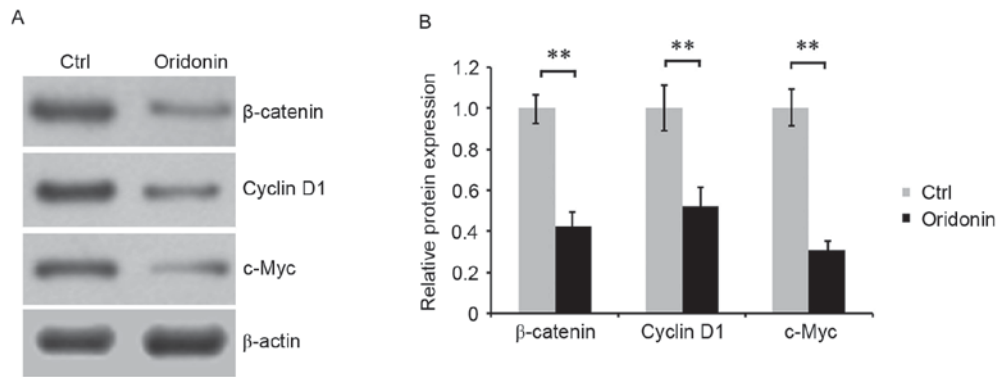 A
Ctrl Oridonin
β-catenin
Cyclin D1
c-Myc
β-actin
B
** ** **
Relative protein expression
1.2
1.0
0.8
0.6
0.4
0.2
0
β-catenin Cyclin D1 c-Myc
Ctrl
Oridonin